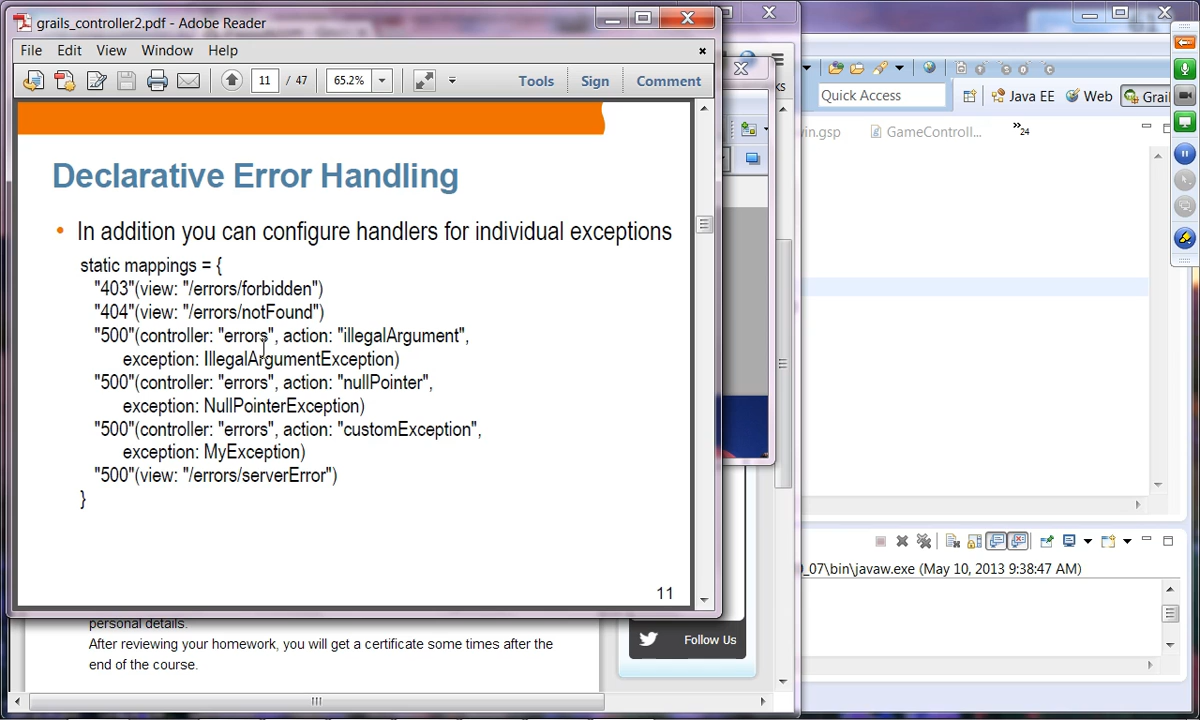 grails_controller2.pdf - Adobe Reader
File Edit View Window Help
11 / 47 65.2% Tools Sign Comment
Declarative Error Handling
• In addition you can configure handlers for individual exceptions
static mappings = {
"403"(view: "/errors/forbidden")
"404"(view: "/errors/notFound")
"500"(controller: "errors", action: "illegalArgument",
exception: IllegalArgumentException)
"500"(controller: "errors", action: "nullPointer",
exception: NullPointerException)
"500"(controller: "errors", action: "customException",
exception: MyException)
"500"(view: "/errors/serverError")
}
11
personal details.
After reviewing your homework, you will get a certificate some times after the
end of the course.
Follow Us
Quick Access Java EE Web Grai
in.gsp GameControll... 24
_07\bin\javaw.exe (May 10, 2013 9:38:47 AM)